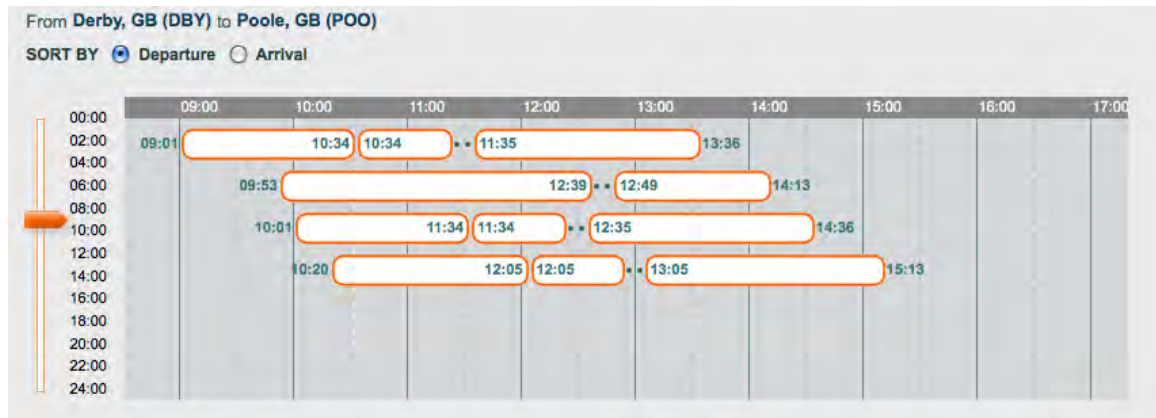 From Derby, GB (DBY) to Poole, GB (POO)
SORT BY Departure Arrival
09:00 10:00 11:00 12:00 13:00 14:00 15:00 16:00 17:00
00:00
02:00 09:01 10:34 10:34 11:35 13:36
04:00
06:00 09:53 12:39 12:49 14:13
08:00
10:00 10:01 11:34 11:34 12:35 14:36
12:00
14:00 10:20 12:05 12:05 13:05 15:13
16:00
18:00
20:00
22:00
24:00